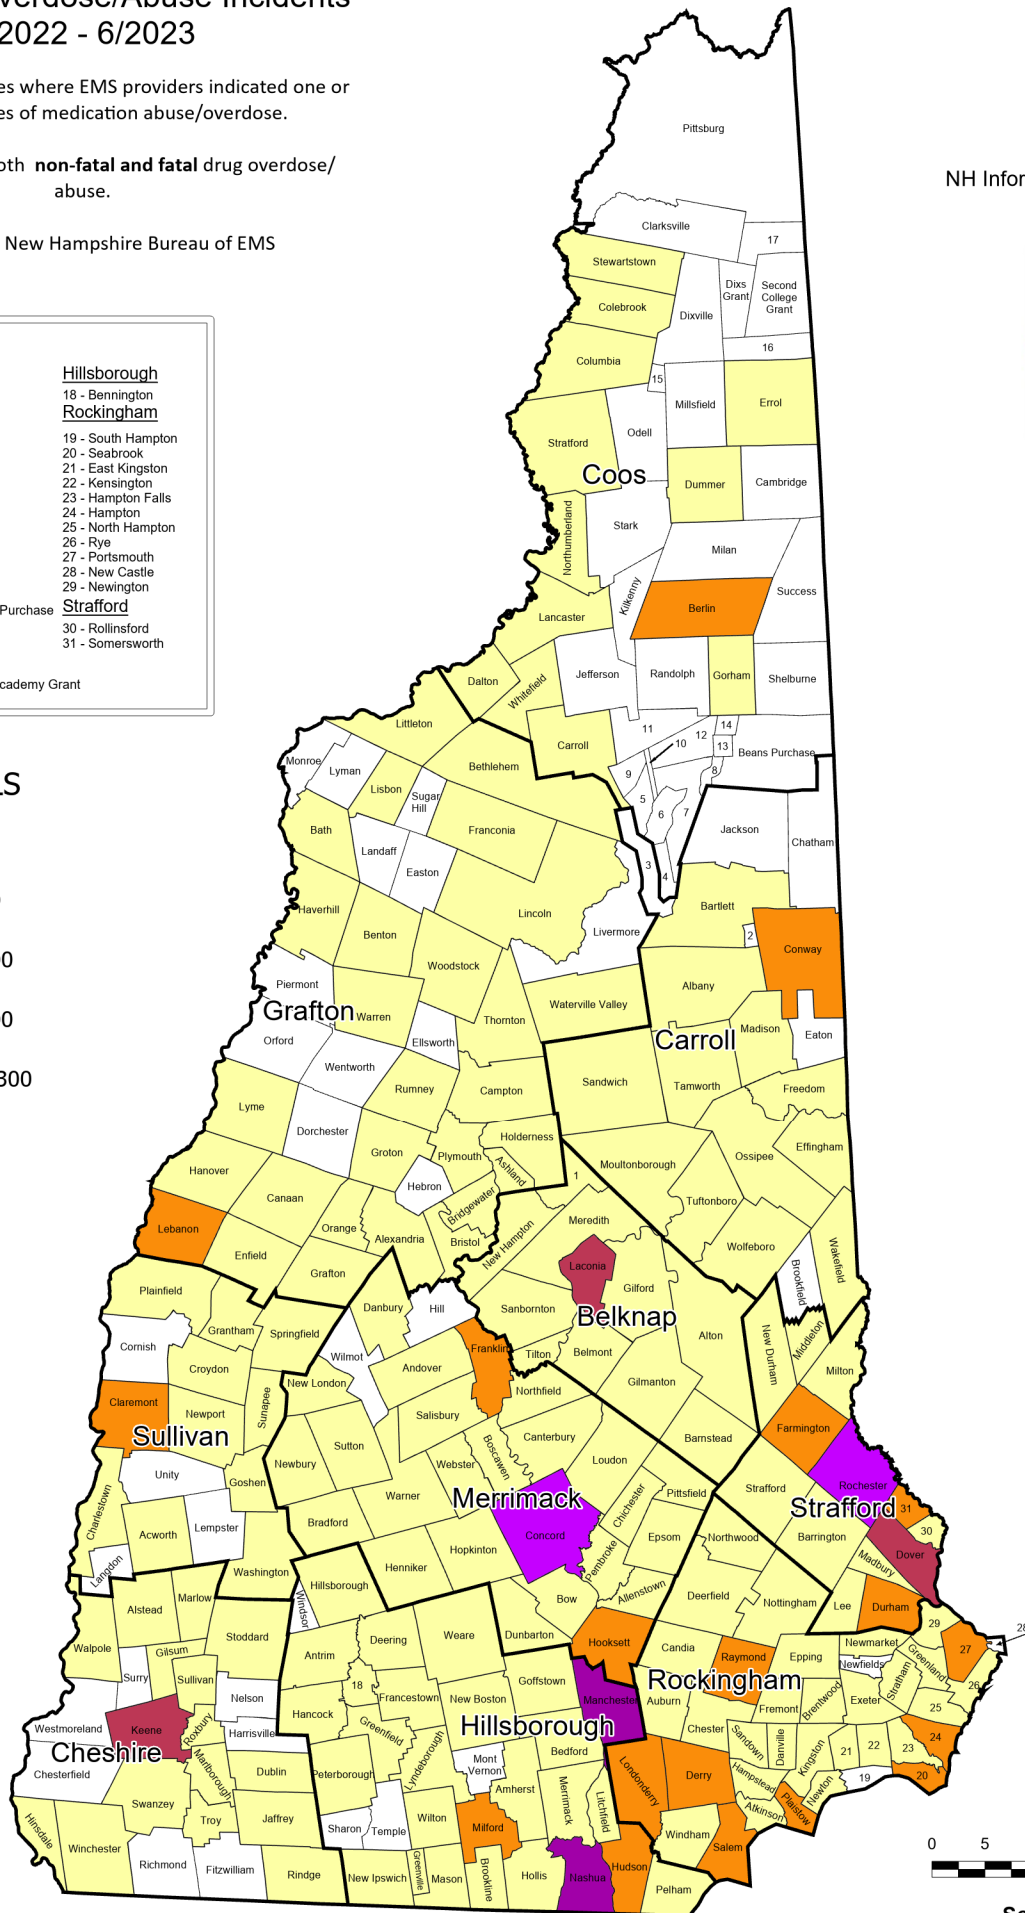 verdose/Abuse Incidents
2022 - 6/2023
es where EMS providers indicated one or
es of medication abuse/overdose.
oth non-fatal and fatal drug overdose/
abuse.
New Hampshire Bureau of EMS
NH Infor
Hillsborough
18 - Bennington
Rockingham
19 - South Hampton
20 - Seabrook
21 - East Kingston
22 - Kensington
23 - Hampton Falls
24 - Hampton
25 - North Hampton
26 - Rye
27 - Portsmouth
28 - New Castle
29 - Newington
Purchase
Strafford
30 - Rollinsford
31 - Somersworth
cademy Grant
LS
0
00
00
300
Pittsburg
Clarksville
17
Stewartstown
Dixs
Grant
Second
College
Grant
Colebrook
Dixville
16
Columbia
15
Millsfield
Errol
Odell
Stratford
Coos
Dummer
Cambridge
Northumberland
Stark
Milan
Kilkenny
Success
Berlin
Lancaster
Jefferson
Randolph
Gorham
Shelburne
Dalton
Whitefield
Littleton
11
14
12
10
13
Beans Purchase
Carroll
Monroe
Lyman
Bethlehem
9
8
Lisbon
Sugar
Hill
5
6
7
Bath
Franconia
Jackson
Chatham
Landaff
Easton
3
4
Haverhill
Lincoln
Bartlett
Benton
Livermore
2
Conway
Woodstock
Piermont
Albany
Grafton
Warren
Waterville Valley
Thornton
Madison
Eaton
Orford
Ellsworth
Carroll
Wentworth
Rumney
Campton
Sandwich
Tamworth
Freedom
Lyme
Dorchester
Holderness
Effingham
Groton
Plymouth
Ashland
Moultonborough
Ossipee
Hanover
1
Hebron
Canaan
Bridgewater
Tuftonboro
Lebanon
Orange
Alexandria
Bristol
New Hampton
Meredith
Wolfeboro
Wakefield
Enfield
Grafton
Laconia
Brookfield
Plainfield
Gilford
Danbury
Hill
Sanbornton
Belknap
Grantham
Springfield
Alton
New Durham
Middleton
Cornish
Wilmot
Franklin
Tilton
Belmont
Croydon
Andover
Milton
New London
Northfield
Gilmanton
Claremont
Newport
Sunapee
Salisbury
Farmington
Sullivan
Sutton
Canterbury
Barnstead
Newbury
Webster
Boscawen
Loudon
Unity
Goshen
Rochester
Warner
Merrimack
Chichester
Pittsfield
Strafford
Strafford
31
Charlestown
Acworth
Lempster
Bradford
Concord
Epsom
Northwood
Barrington
30
Hopkinton
Dover
Langdon
Washington
Henniker
Pembroke
Madbury
Hillsborough
Bow
Allenstown
Deerfield
Nottingham
Lee
Durham
Alstead
Marlow
Windsor
29
28
Stoddard
Weare
Dunbarton
Walpole
Deering
Hooksett
Candia
Newmarket
27
Gilsum
Antrim
Raymond
Epping
Newfields
Greenland
Surry
Sullivan
18
Goffstown
Rockingham
Stratham
26
Nelson
Francestown
New Boston
Manchester
Auburn
Fremont
Brentwood
Exeter
25
Hancock
Westmoreland
Keene
Roxbury
Harrisville
Greenfield
Hillsborough
Chester
24
Cheshire
Sandown
Danville
Kingston
21
22
23
Lyndeborough
Mont
Vernon
Bedford
Chesterfield
Marlborough
Dublin
Peterborough
Londonderry
Derry
Hampstead
Newton
19
20
Amherst
Swanzey
Merrimack
Litchfield
Atkinson
Plaistow
Hinsdale
Troy
Jaffrey
Sharon
Temple
Wilton
Milford
Windham
Salem
Winchester
0
5
Richmond
Fitzwilliam
Rindge
New Ipswich
Greenville
Mason
Brookline
Hollis
Nashua
Hudson
Pelham